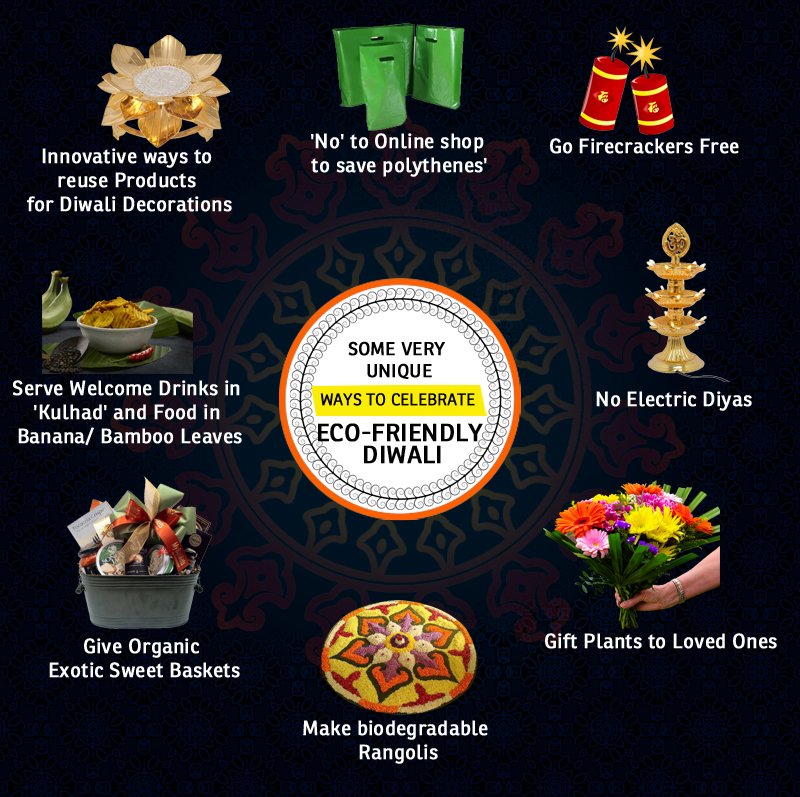 Innovative ways to
reuse Products
for Diwali Decorations
'No' to Online shop
to save polythenes'
Go Firecrackers Free
Serve Welcome Drinks in
'Kulhad' and Food in
Banana/ Bamboo Leaves
SOME VERY
UNIQUE
WAYS TO CELEBRATE
ECO-FRIENDLY
DIWALI
No Electric Diyas
Give Organic
Exotic Sweet Baskets
Make biodegradable
Rangolis
Gift Plants to Loved Ones